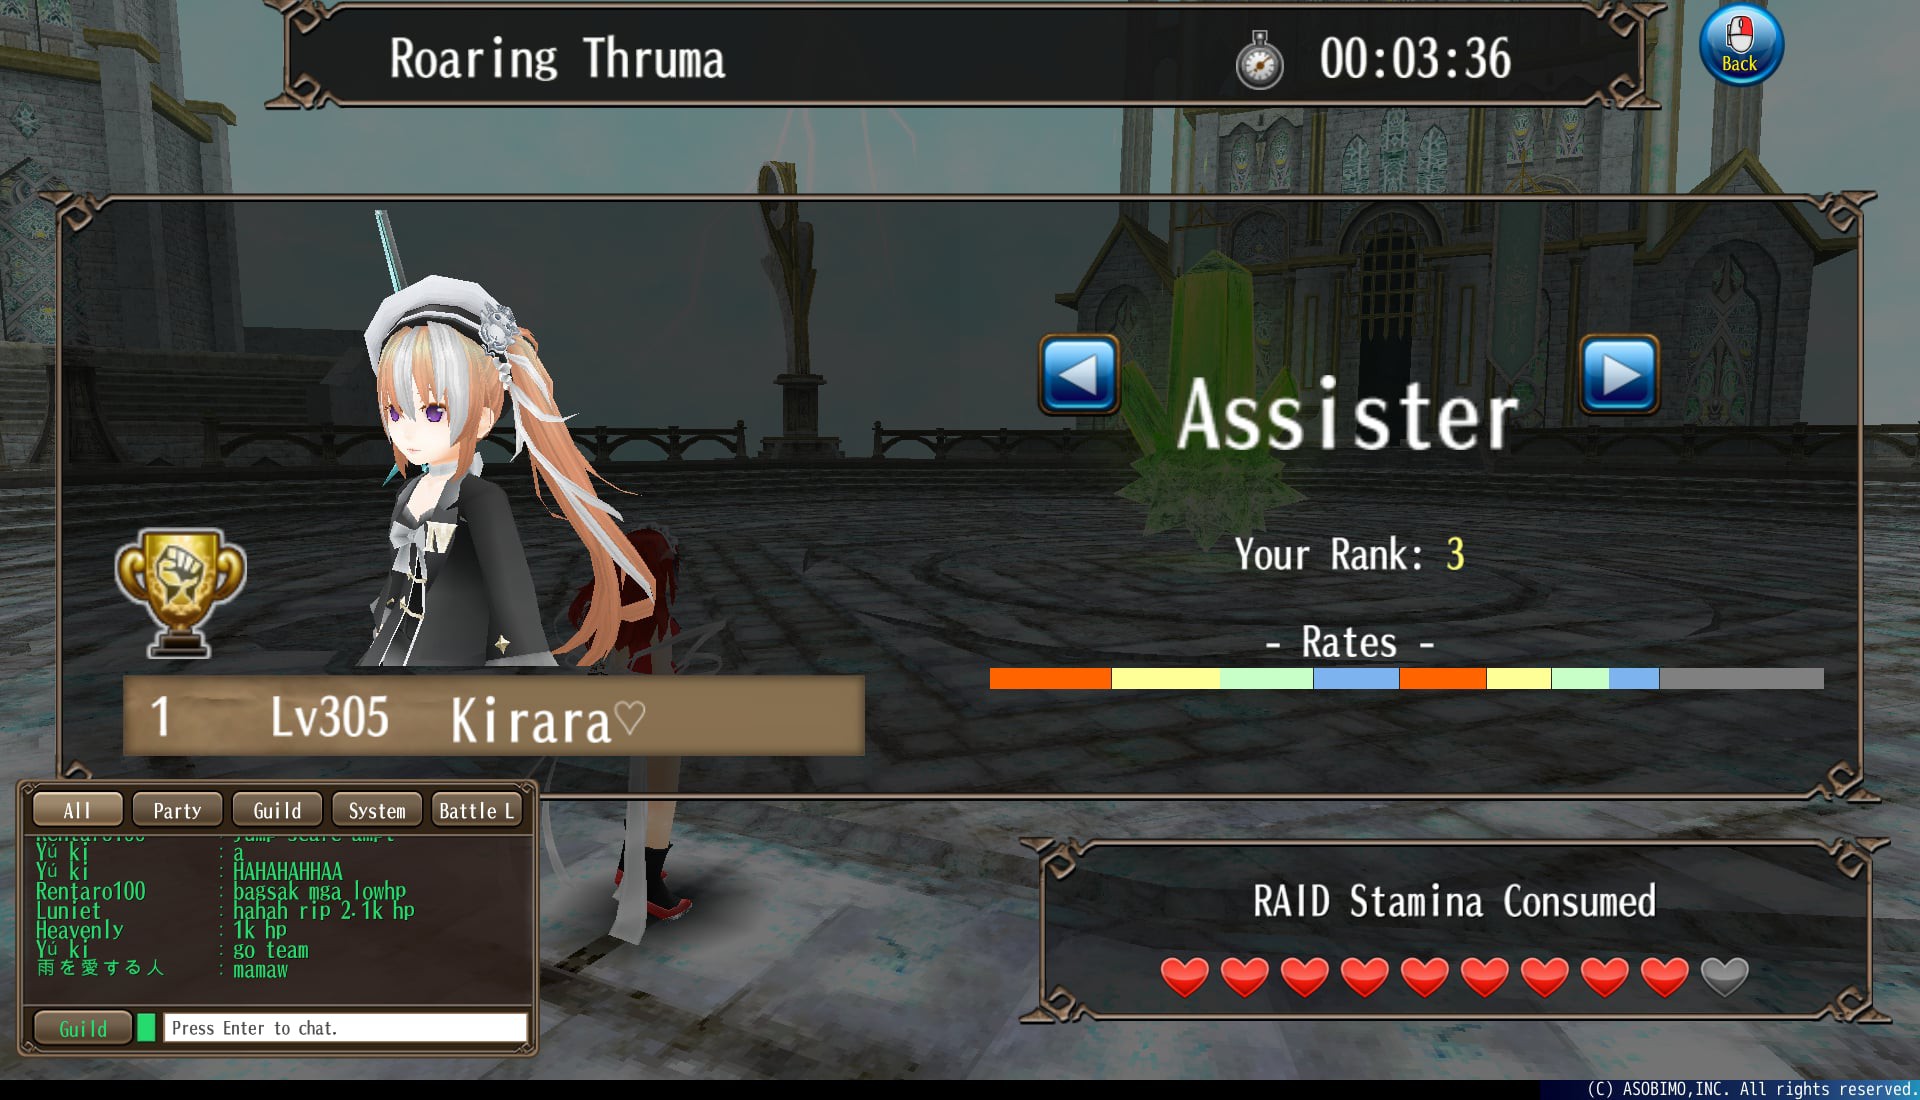 Roaring Thruma
00:03:36
Back
Assister
Your Rank: 3
- Rates -
1 Lv305 Kirara♡
All Party Guild System Battle L
Yú ki : a
Yú ki : HAHAHAHHAA
Rentaro100 : bagsak mga lowhp
Luniet : hahah rip 2.1k hp
Heavenly : 1k hp
Yú ki : go team
雨を愛する人 : mamaw
Guild Press Enter to chat.
RAID Stamina Consumed
(C) ASOBIMO,INC. All rights reserved.